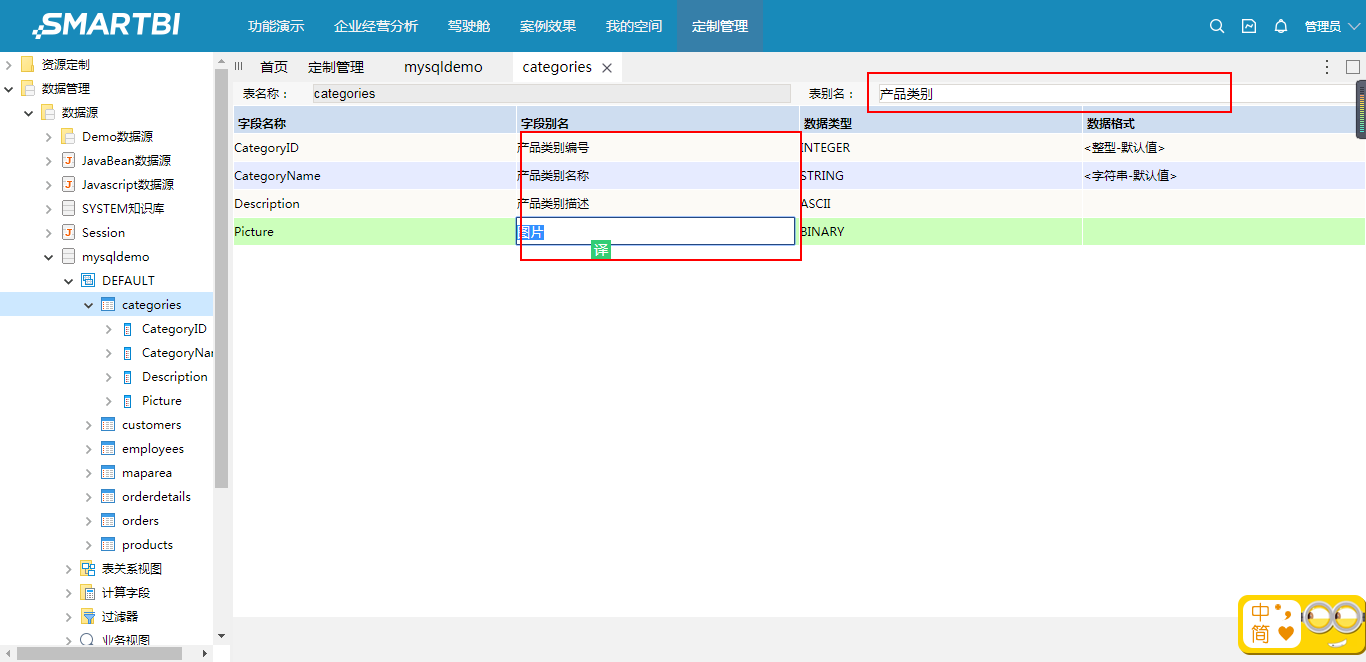 SMARTBI 功能演示 企业经营分析 驾驶舱 案例效果 我的空间 定制管理 管理员
资源定制
数据管理
数据源
Demo数据源
JavaBean数据源
Javascript数据源
SYSTEM知识库
Session
mysqldemo
DEFAULT
categories
CategoryID
CategoryNam
Description
Picture
customers
employees
maparea
orderdetails
orders
products
表关系视图
计算字段
过滤器
业务视图
首页 定制管理 mysqldemo categories
表名称： categories 表别名： 产品类别
字段名称 字段别名 数据类型 数据格式
CategoryID 产品类别编号 INTEGER <整型-默认值>
CategoryName 产品类别名称 STRING <字符串-默认值>
Description 产品类别描述 ASCII
Picture 图片 BINARY
译
中
简